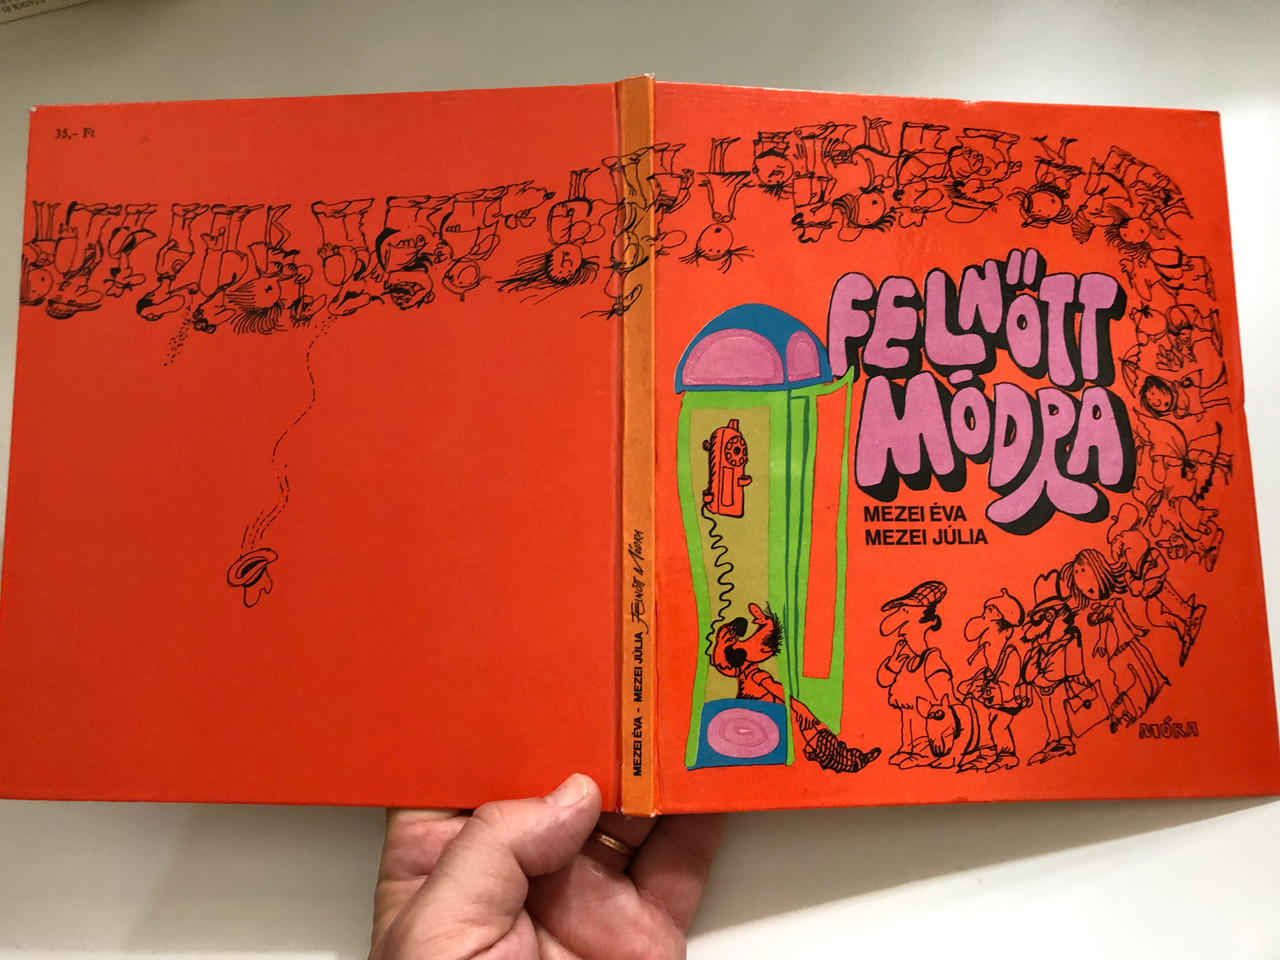 35,- Ft
MEZEI ÉVA - MEZEI JÚLIA FELNŐTT MÓDRA
FELNŐTT
MÓDRA
MEZEI ÉVA
MEZEI JÚLIA
MÓRA